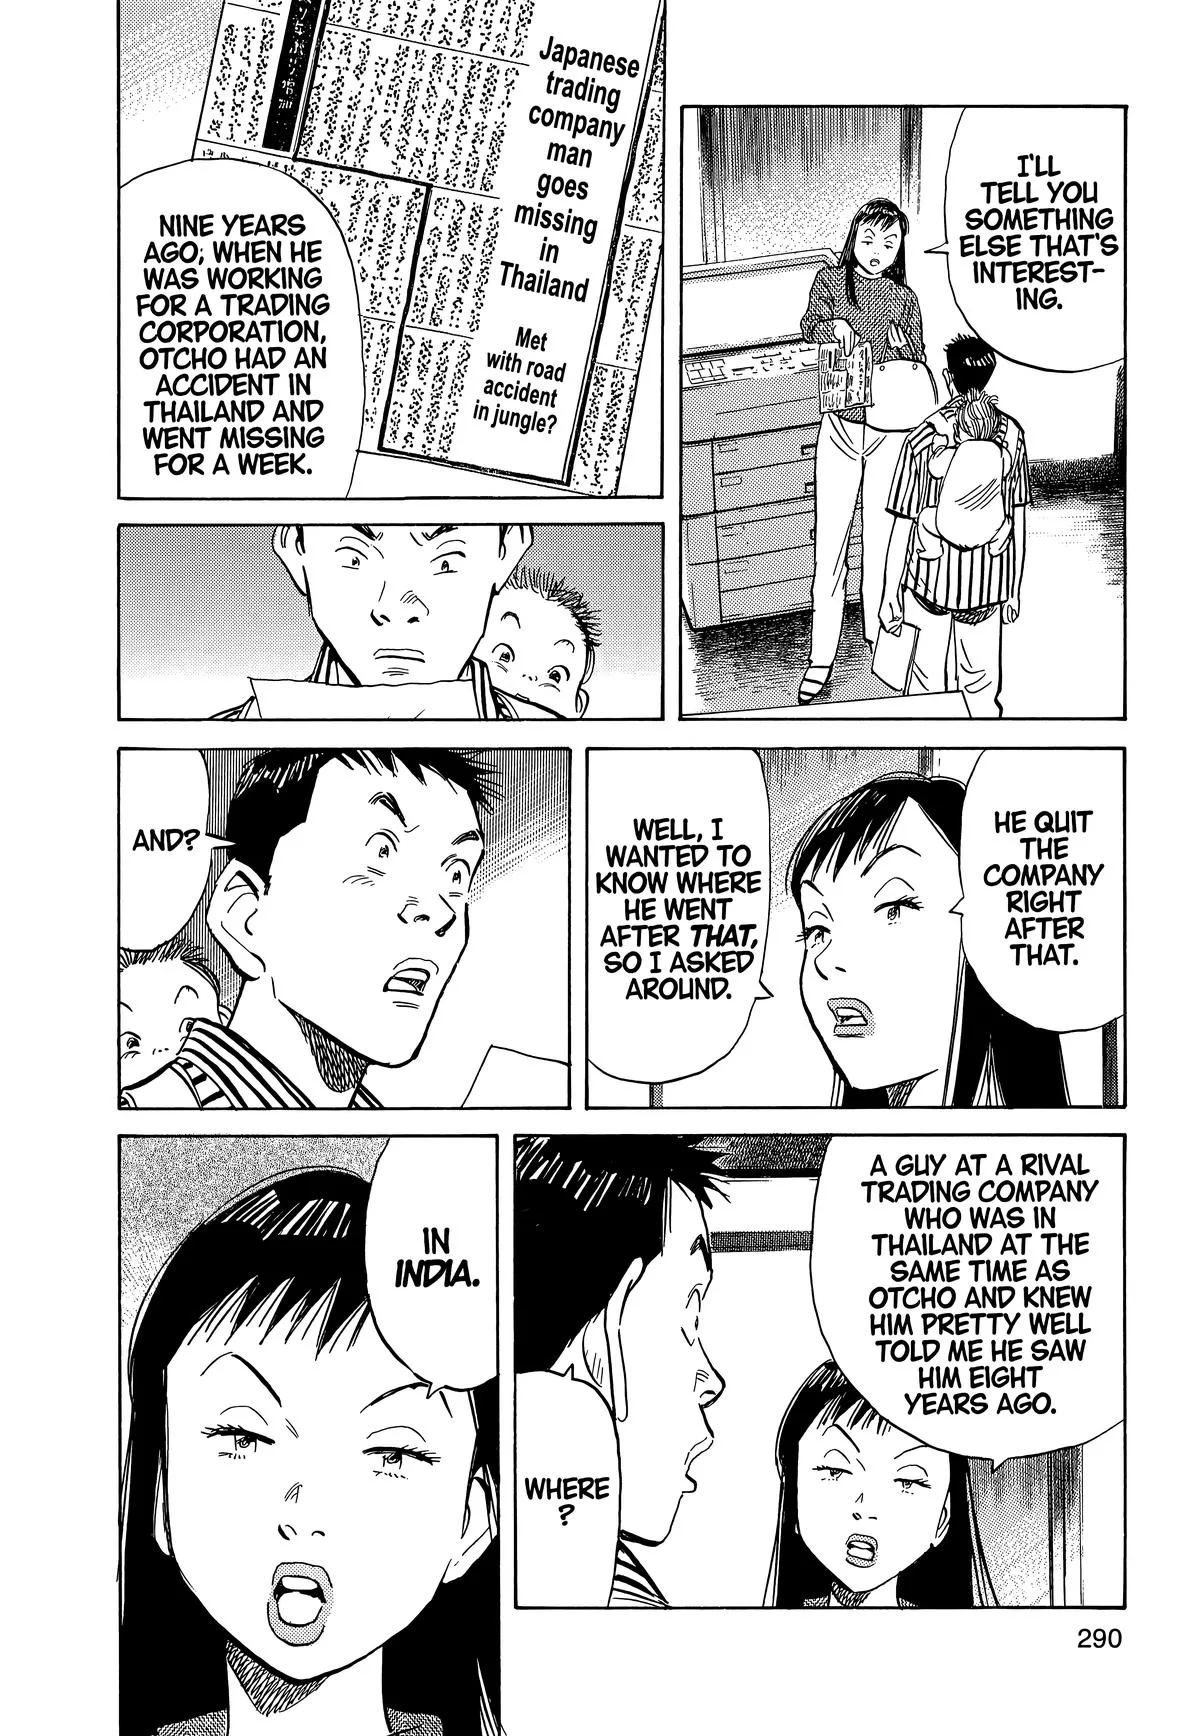 I'LL
TELL YOU
SOMETHING
ELSE THAT'S
INTEREST-
ING.
Japanese
trading
company
man
goes
missing
in
Thailand
Met
with road
accident
in jungle?
NINE YEARS
AGO; WHEN HE
WAS WORKING
FOR A TRADING
CORPORATION,
OTCHO HAD AN
ACCIDENT IN
THAILAND AND
WENT MISSING
FOR A WEEK.
HE QUIT
THE
COMPANY
RIGHT
AFTER
THAT.
WELL, I
WANTED TO
KNOW WHERE
HE WENT
AFTER THAT,
SO I ASKED
AROUND.
AND?
A GUY AT A RIVAL
TRADING COMPANY
WHO WAS IN
THAILAND AT THE
SAME TIME AS
OTCHO AND KNEW
HIM PRETTY WELL
TOLD ME HE SAW
HIM EIGHT
YEARS AGO.
WHERE
?
IN
INDIA.
290